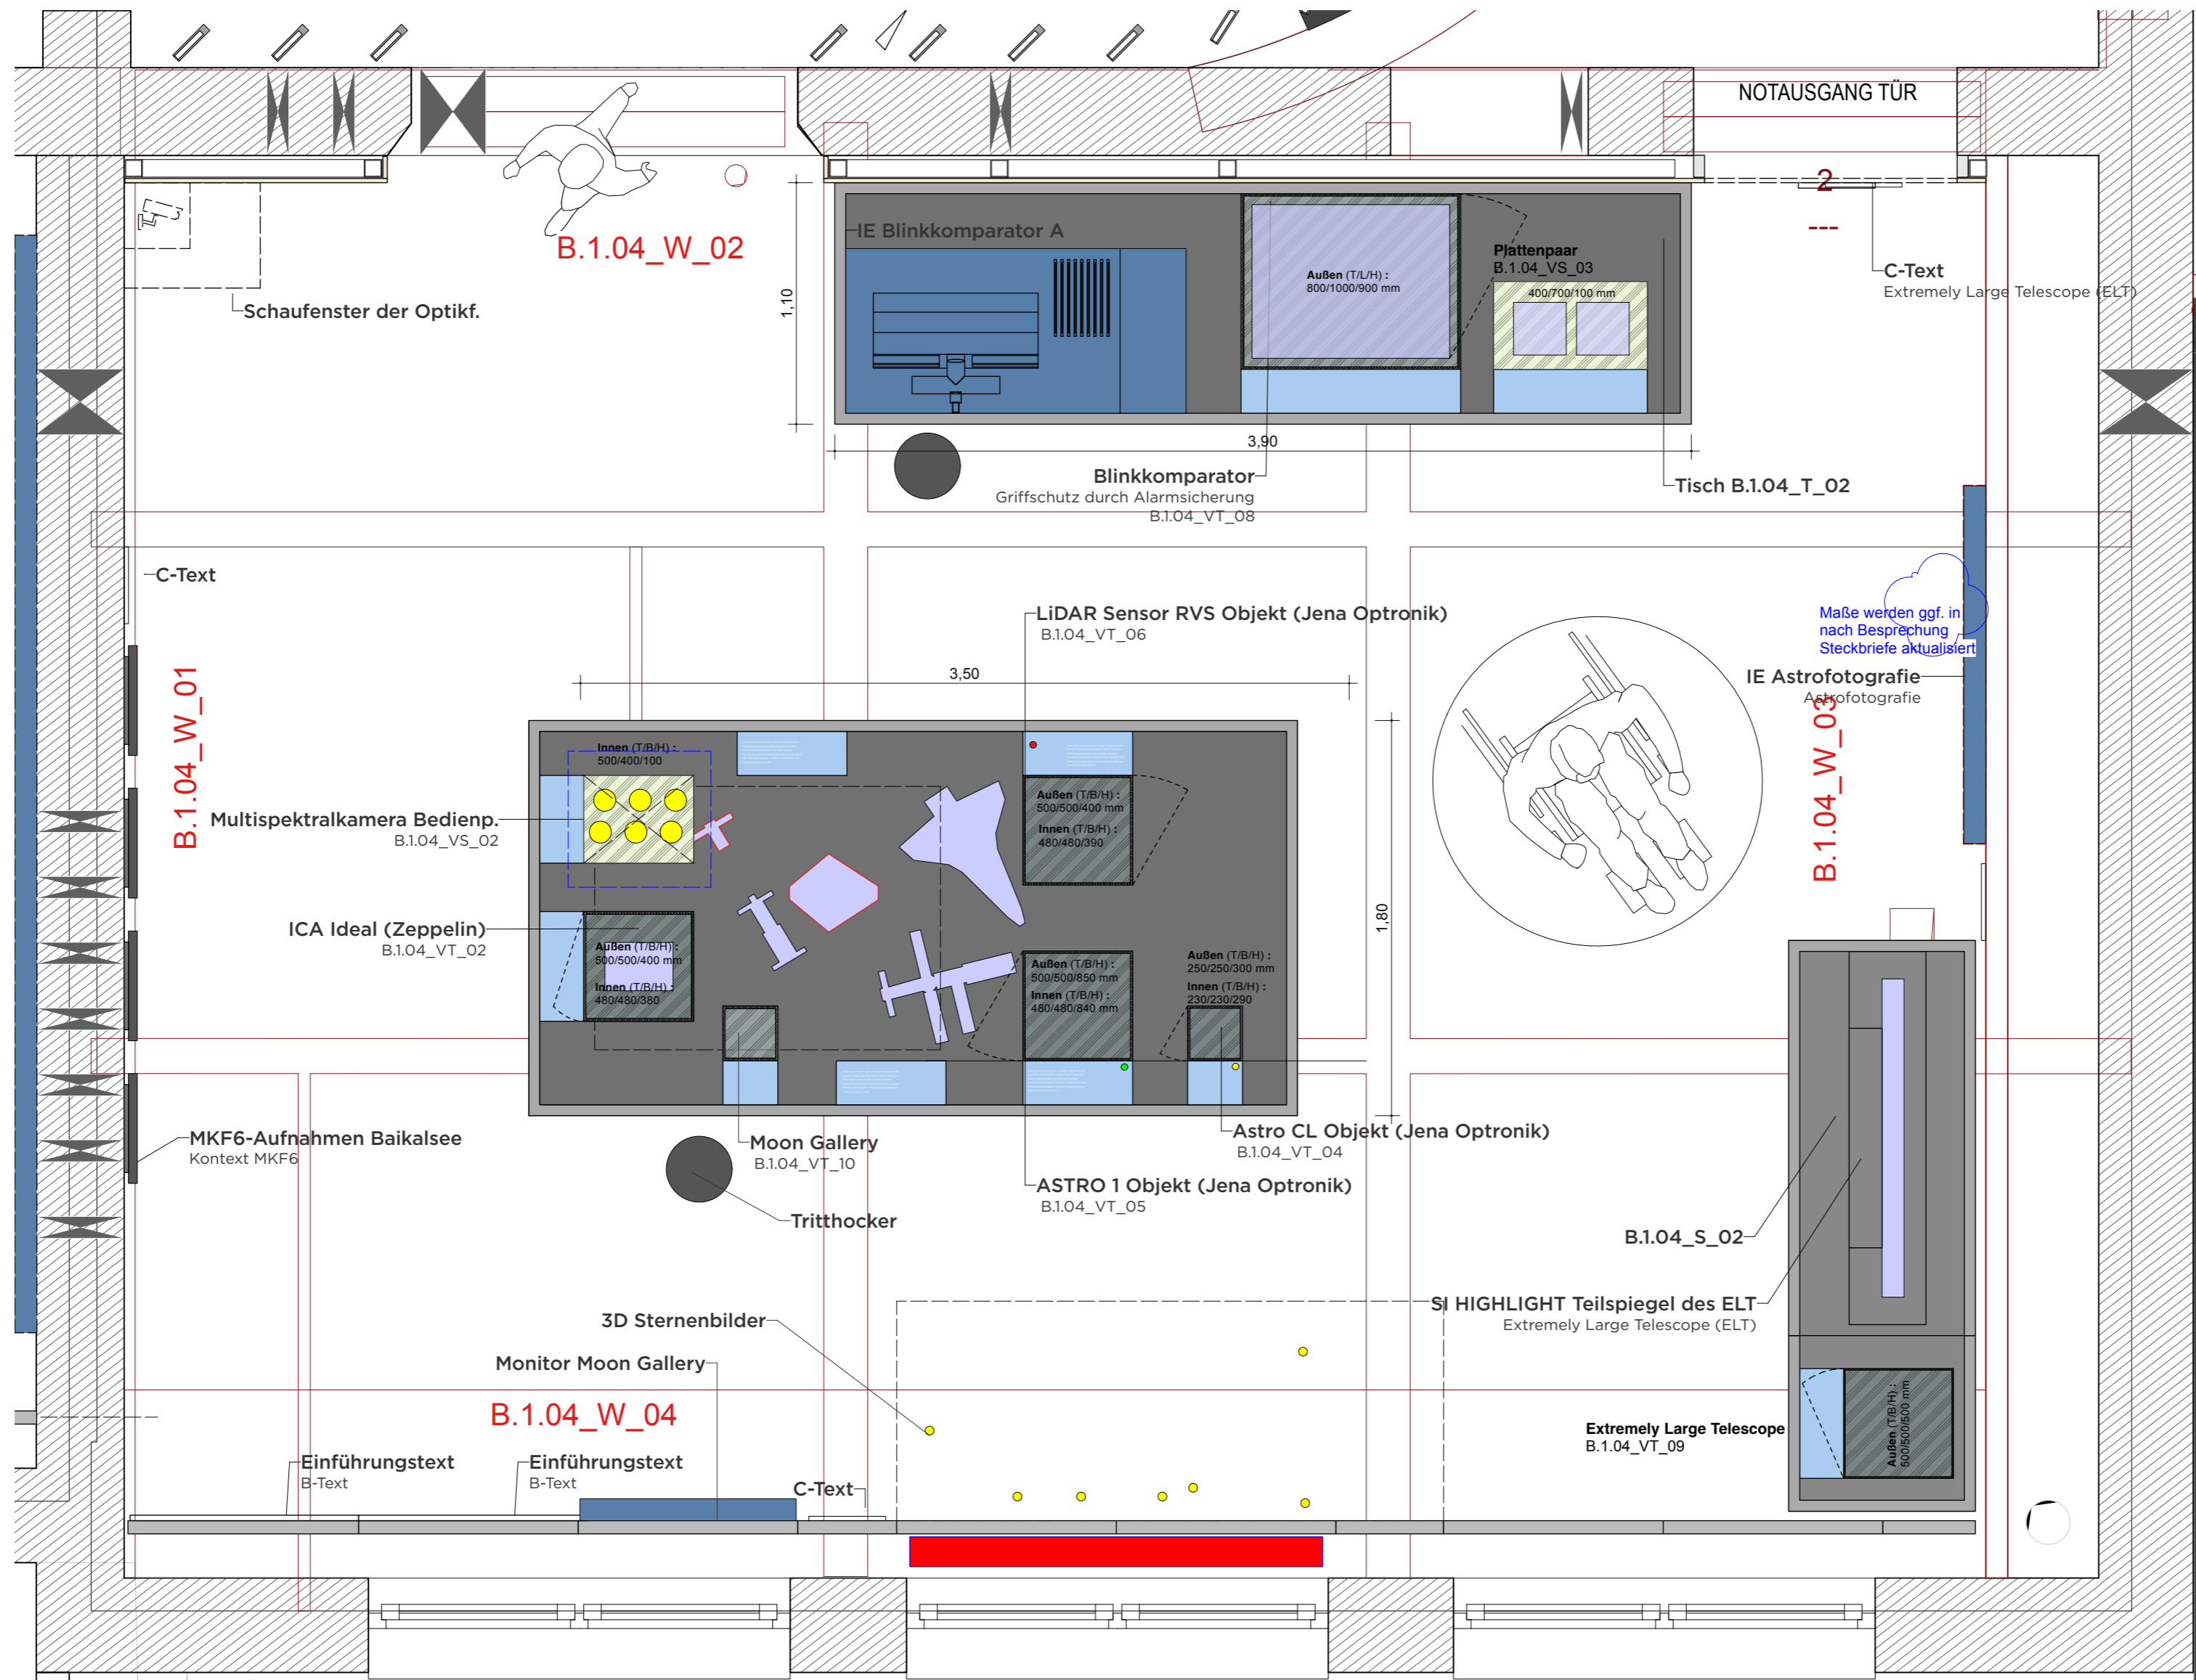 NOTAUSGANG TÜR
2
---
B.1.04_W_02
IE Blinkkomparator A
Außen (T/L/H) :
800/1000/900 mm
Plattenpaar
B.1.04_VS_03
400/700/100 mm
C-Text
Extremely Large Telescope (ELT)
Schaufenster der Optikf.
1,10
3,90
Blinkkomparator
Griffschutz durch Alarmsicherung
B.1.04_VT_08
Tisch B.1.04_T_02
C-Text
LiDAR Sensor RVS Objekt (Jena Optronik)
B.1.04_VT_06
Maße werden ggf. in
nach Besprechung
Steckbriefe aktualisiert
IE Astrofotografie
Astrofotografie
B.1.04_W_01
B.1.04_W_03
3,50
1,80
Innen (T/B/H) :
500/400/100
Multispektralkamera Bedienp.
B.1.04_VS_02
Außen (T/B/H) :
500/500/400 mm
Innen (T/B/H) :
480/480/390
ICA Ideal (Zeppelin)
B.1.04_VT_02
Außen (T/B/H) :
500/500/400 mm
Innen (T/B/H) :
480/480/380
Außen (T/B/H) :
500/500/850 mm
Innen (T/B/H) :
480/480/840 mm
Außen (T/B/H) :
250/250/300 mm
Innen (T/B/H) :
230/230/290
MKF6-Aufnahmen Baikalsee
Kontext MKF6
Moon Gallery
B.1.04_VT_10
Astro CL Objekt (Jena Optronik)
B.1.04_VT_04
ASTRO 1 Objekt (Jena Optronik)
B.1.04_VT_05
Tritthocker
B.1.04_S_02
SI HIGHLIGHT Teilspiegel des ELT
Extremely Large Telescope (ELT)
3D Sternenbilder
Monitor Moon Gallery
B.1.04_W_04
Extremely Large Telescope
B.1.04_VT_09
Außen (T/B/H) :
500/500/500 mm
Einführungstext
B-Text
Einführungstext
B-Text
C-Text